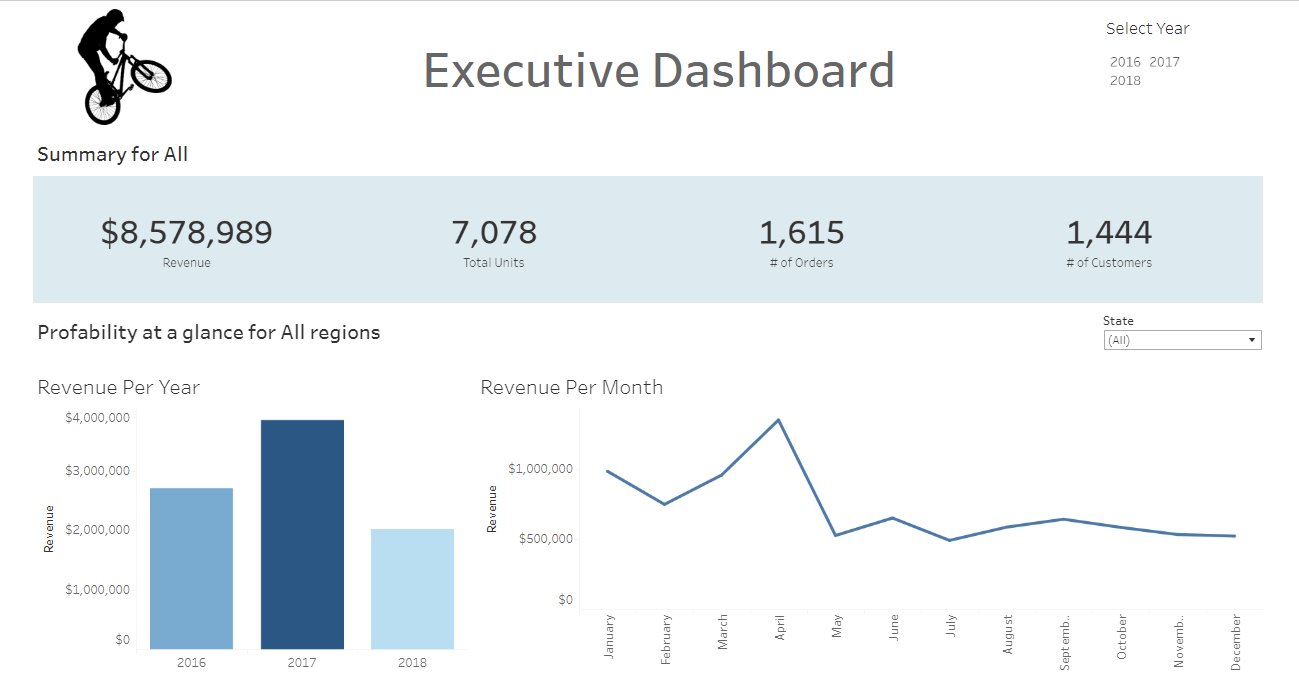 Executive Dashboard
Select Year
2016 2017
2018
Summary for All
$8,578,989
Revenue
7,078
Total Units
1,615
# of Orders
1,444
# of Customers
Profability at a glance for All regions
State
(All)
Revenue Per Year
$4,000,000
$3,000,000
$2,000,000
$1,000,000
$0
Revenue
2016 2017 2018
Revenue Per Month
$1,000,000
$500,000
$0
Revenue
January
February
March
April
May
June
July
August
Septemb..
October
Novemb..
December